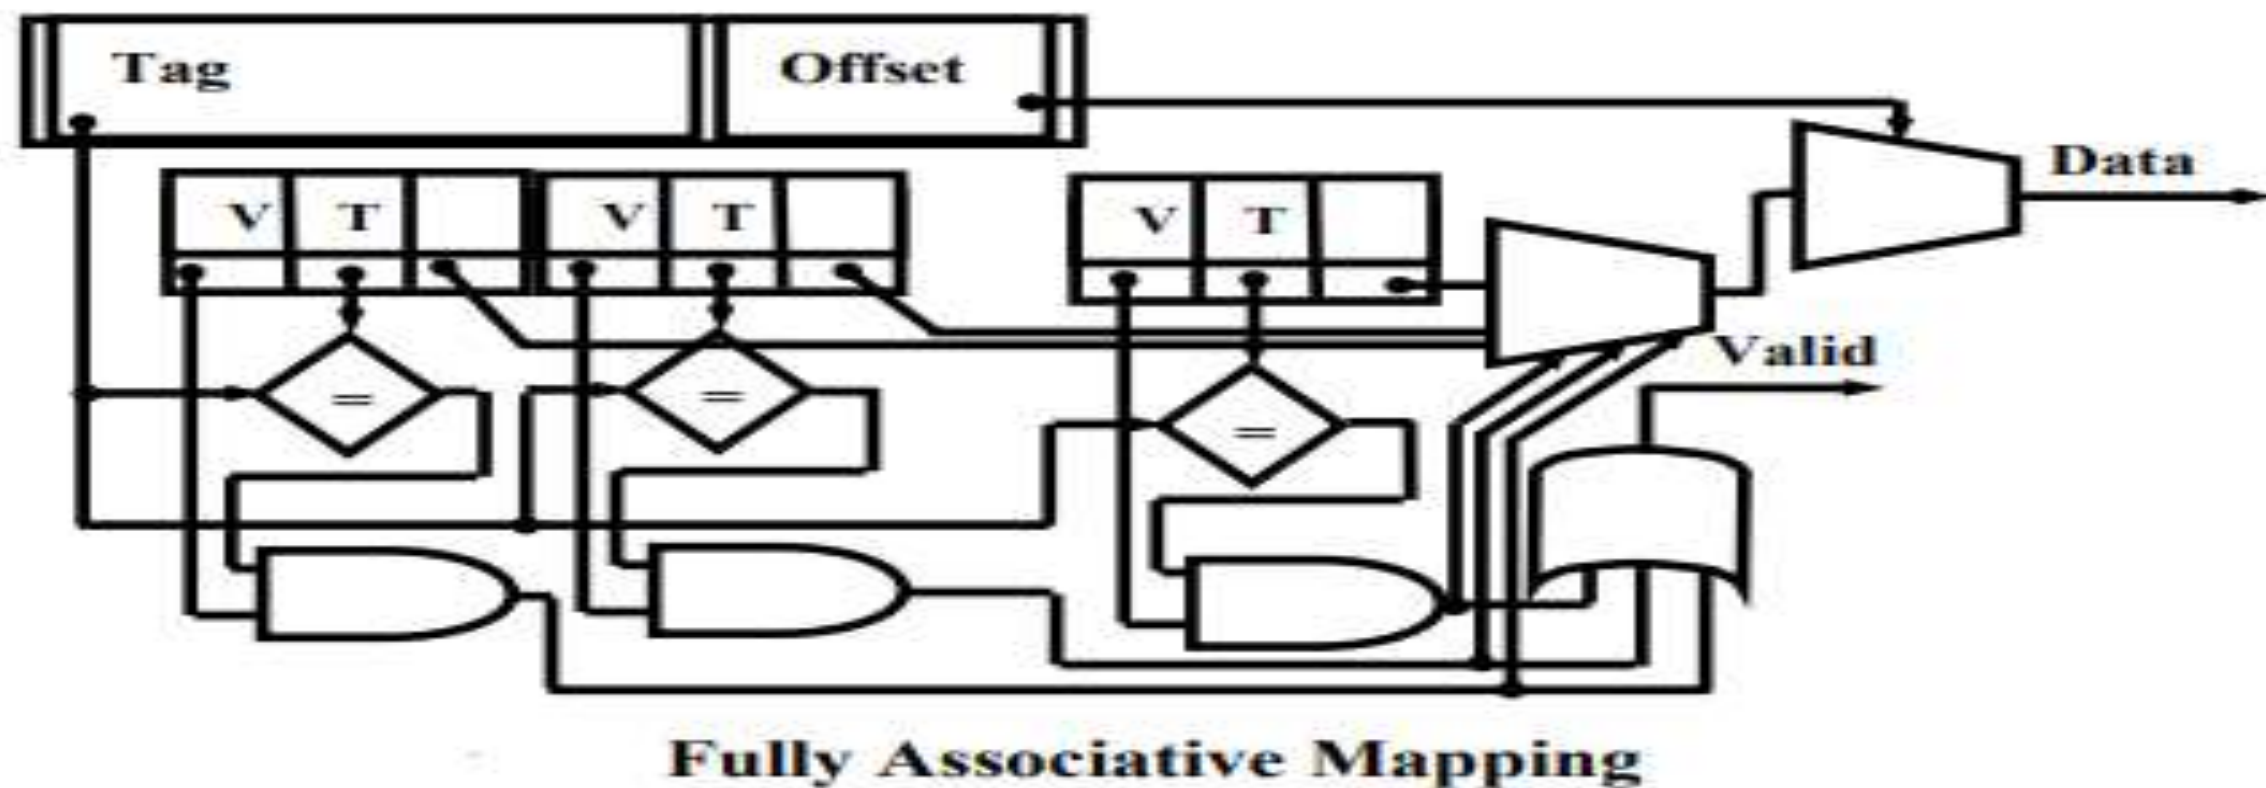 Tag Offset
Data
V T V T V T
Valid
= = =
Fully Associative Mapping